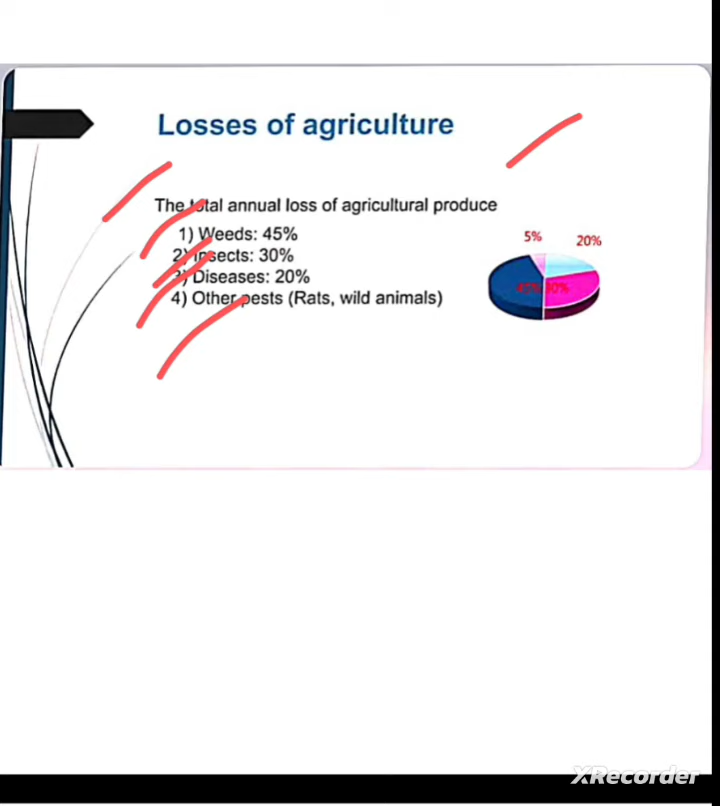 Losses of agriculture
The total annual loss of agricultural produce
1) Weeds: 45%
2) Insects: 30%
3) Diseases: 20%
4) Other pests (Rats, wild animals)
5%
20%
45% 30%
XRecorder